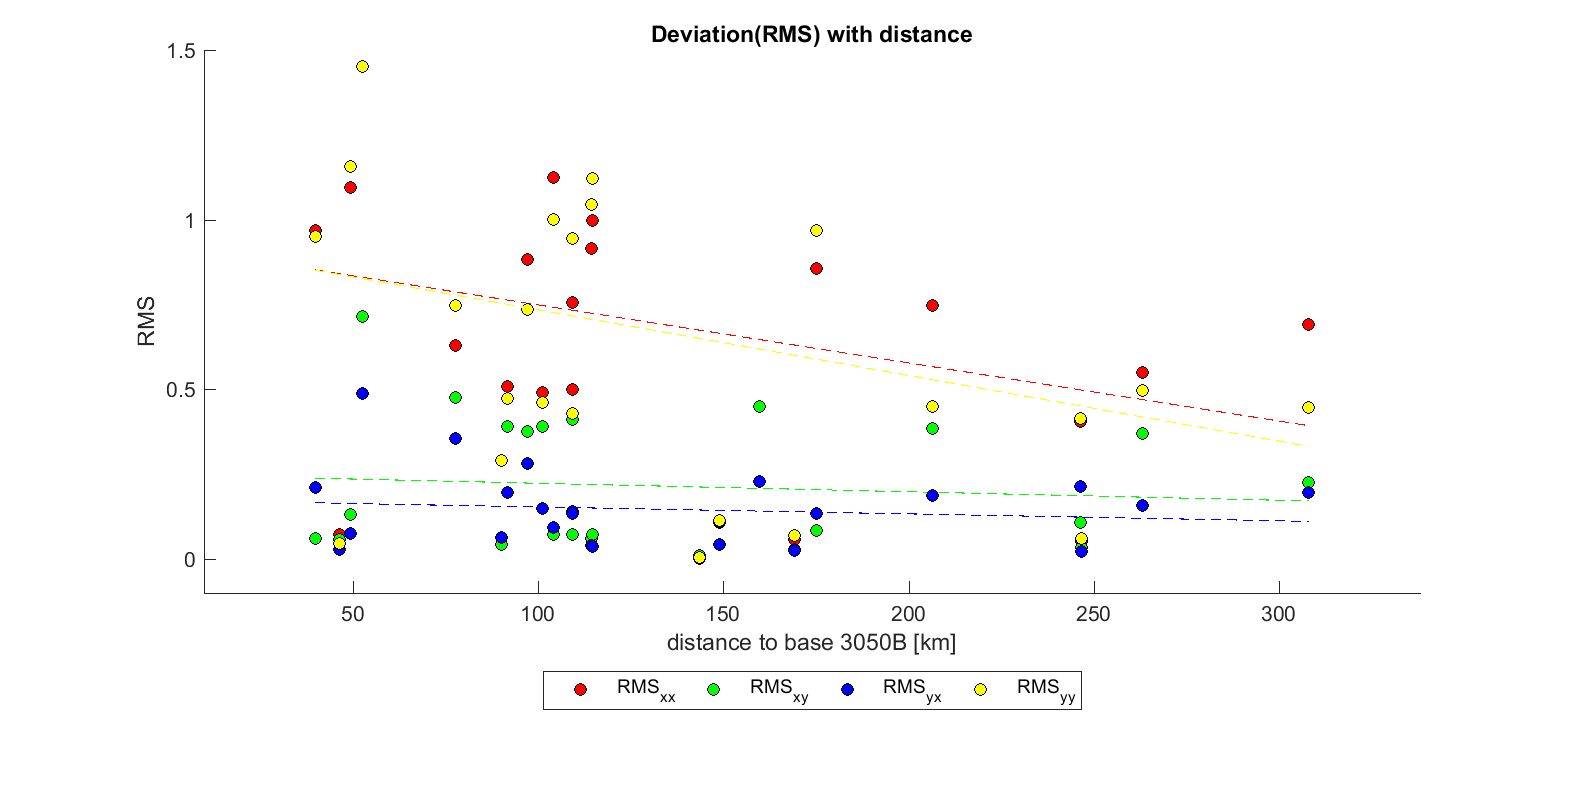 Deviation(RMS) with distance
1.5
1
0.5
0
RMS
50 100 150 200 250 300
distance to base 3050B [km]
RMSxx RMSxy RMSyx RMSyy